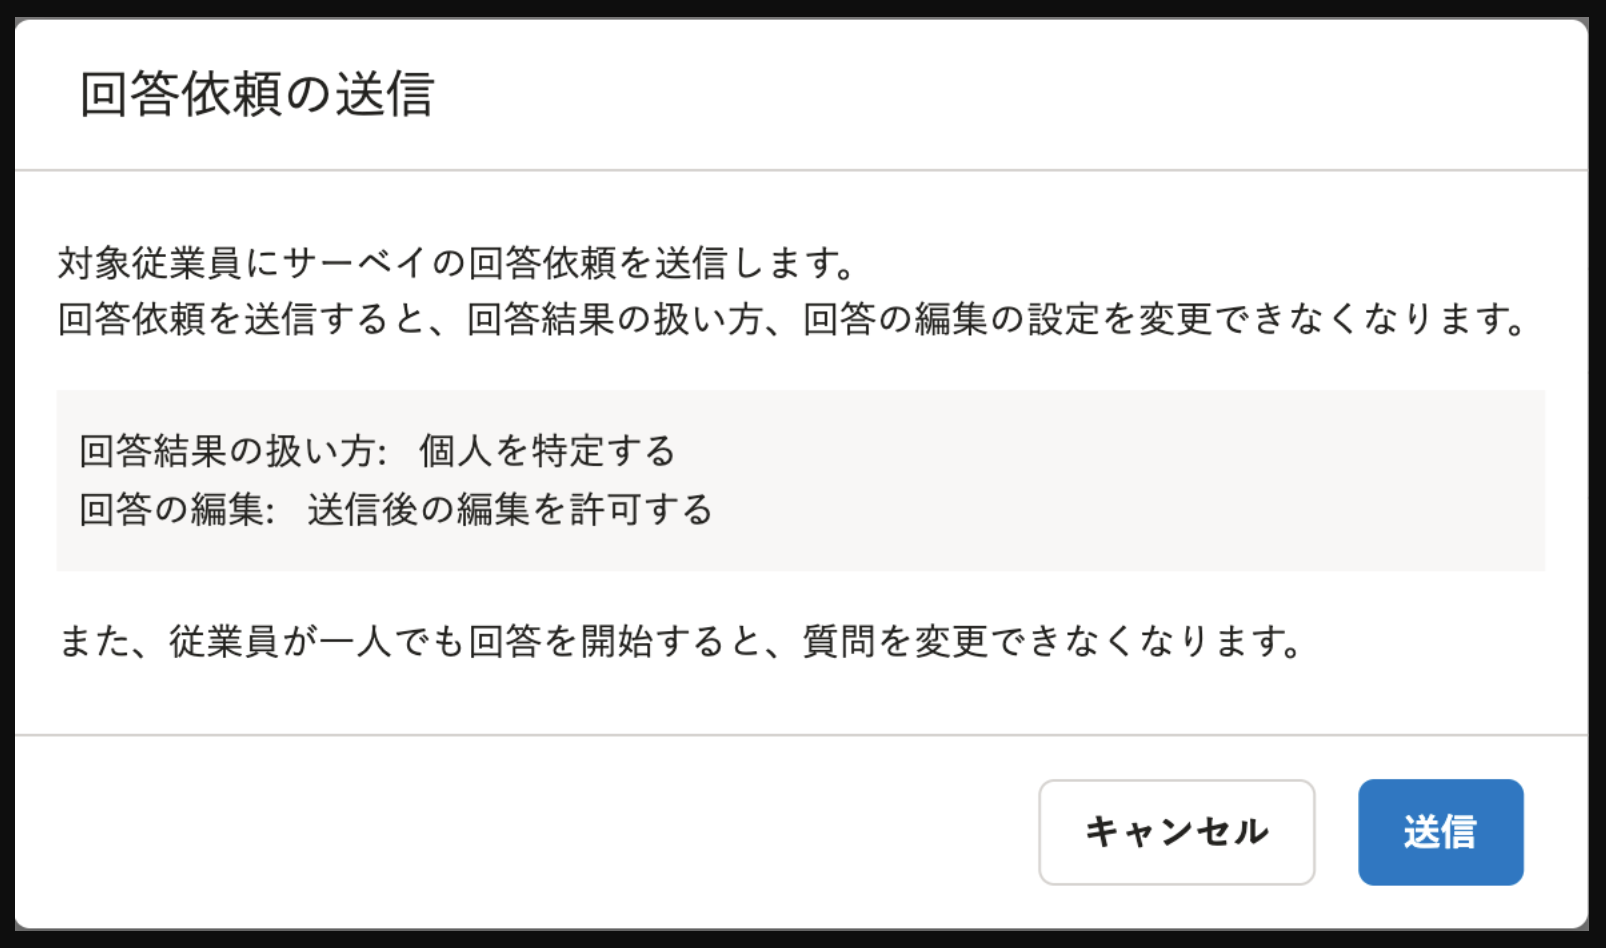 回答依頼の送信
対象従業員にサーベイの回答依頼を送信します。
回答依頼を送信すると、回答結果の扱い方、回答の編集の設定を変更できなくなります。
回答結果の扱い方: 個人を特定する
回答の編集: 送信後の編集を許可する
また、従業員が一人でも回答を開始すると、質問を変更できなくなります。
キャンセル
送信